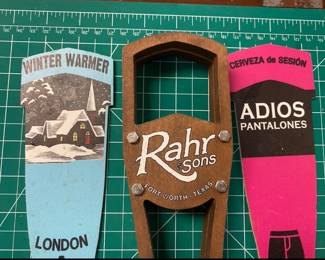 WINTER WARMER
LONDON
Rahr
& Sons
FORT WORTH • TEXAS
CERVEZA de SESIÓN
ADIOS
PANTALONES